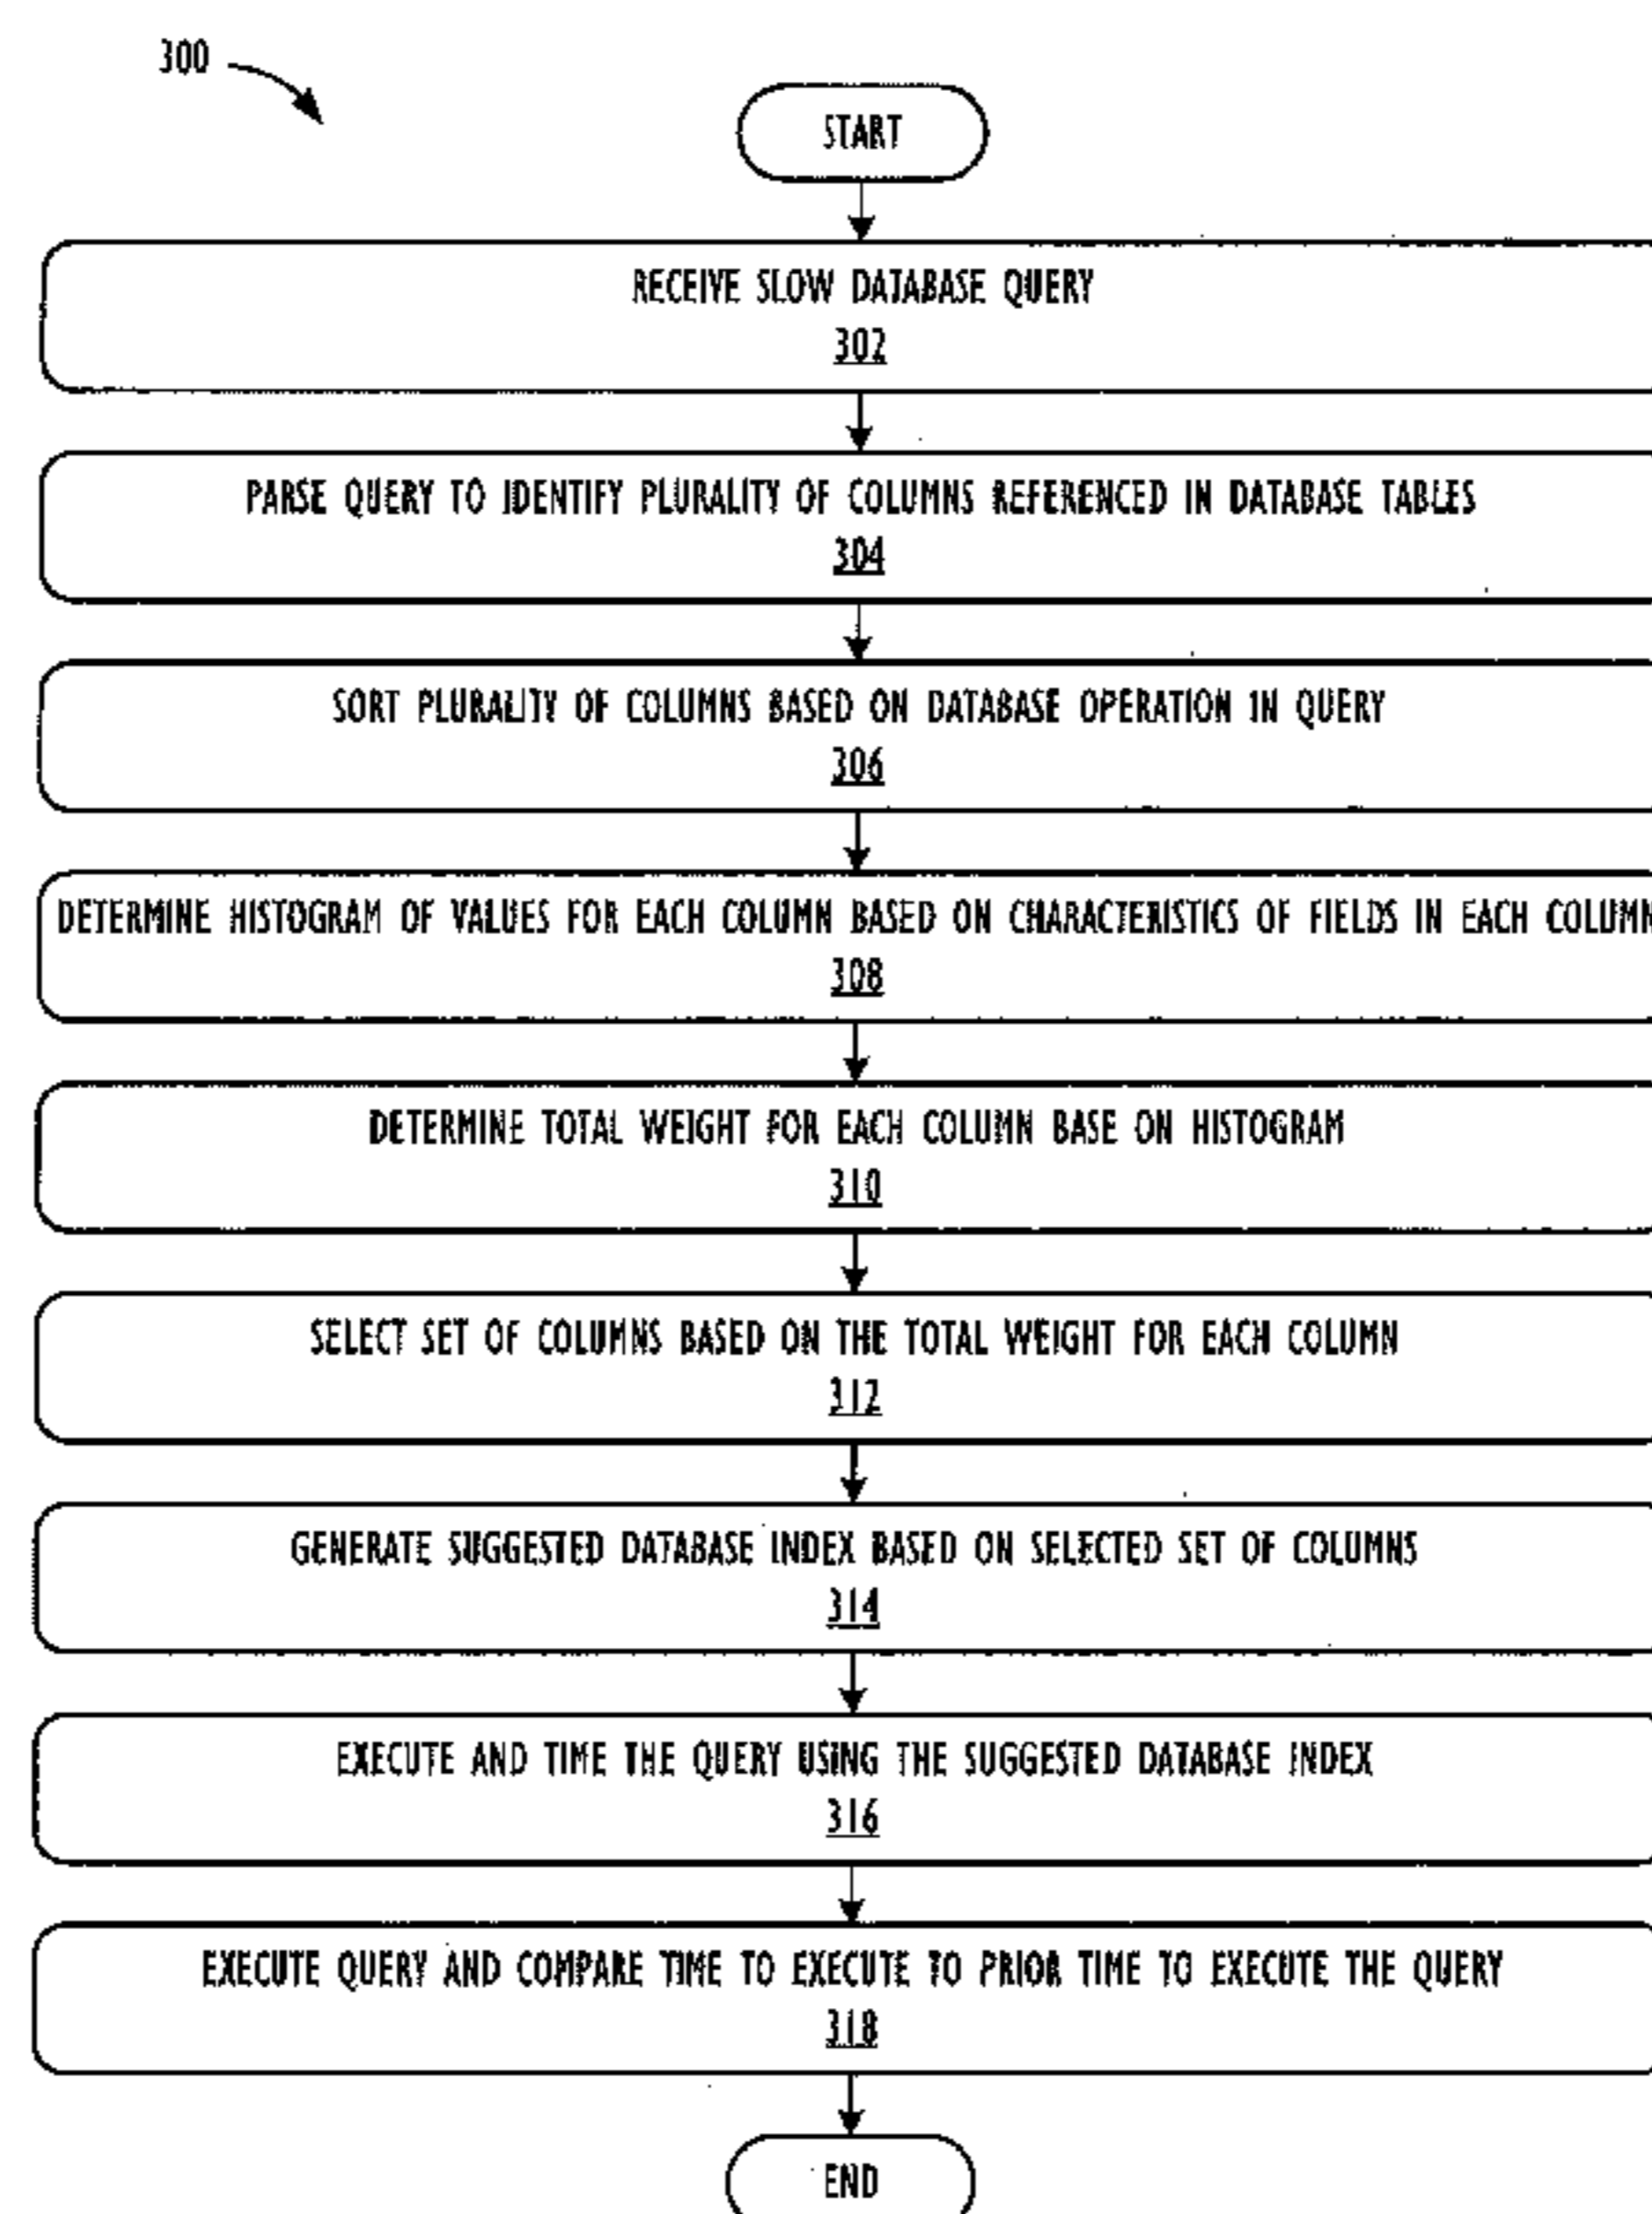 300
START
RECEIVE SLOW DATABASE QUERY
302
PARSE QUERY TO IDENTIFY PLURALITY OF COLUMNS REFERENCED IN DATABASE TABLES
304
SORT PLURALITY OF COLUMNS BASED ON DATABASE OPERATION IN QUERY
306
DETERMINE HISTOGRAM OF VALUES FOR EACH COLUMN BASED ON CHARACTERISTICS OF FIELDS IN EACH COLUMN
308
DETERMINE TOTAL WEIGHT FOR EACH COLUMN BASE ON HISTOGRAM
310
SELECT SET OF COLUMNS BASED ON THE TOTAL WEIGHT FOR EACH COLUMN
312
GENERATE SUGGESTED DATABASE INDEX BASED ON SELECTED SET OF COLUMNS
314
EXECUTE AND TIME THE QUERY USING THE SUGGESTED DATABASE INDEX
316
EXECUTE QUERY AND COMPARE TIME TO EXECUTE TO PRIOR TIME TO EXECUTE THE QUERY
318
END